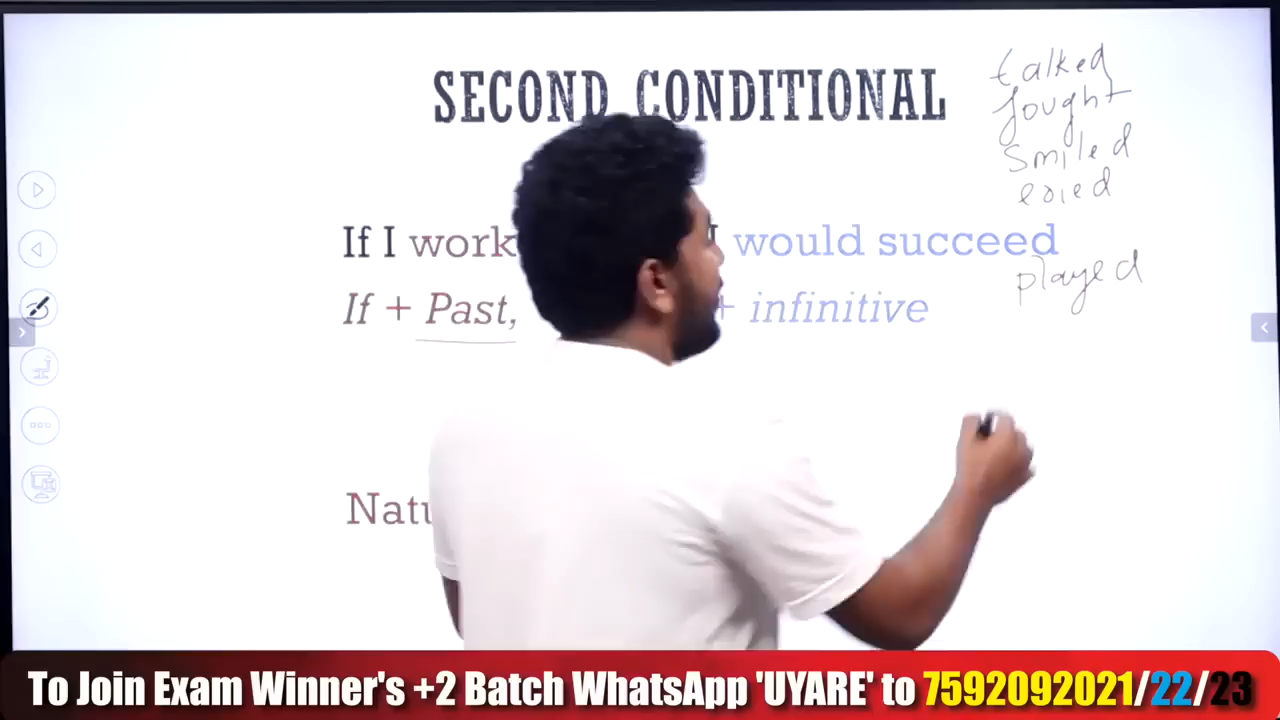 SECOND CONDITIONAL
talked
fought
smiled
If I work I would succeed
played
If + Past, + infinitive
Natu
To Join Exam Winner's +2 Batch WhatsApp 'UYARE' to 7592092021/22/23